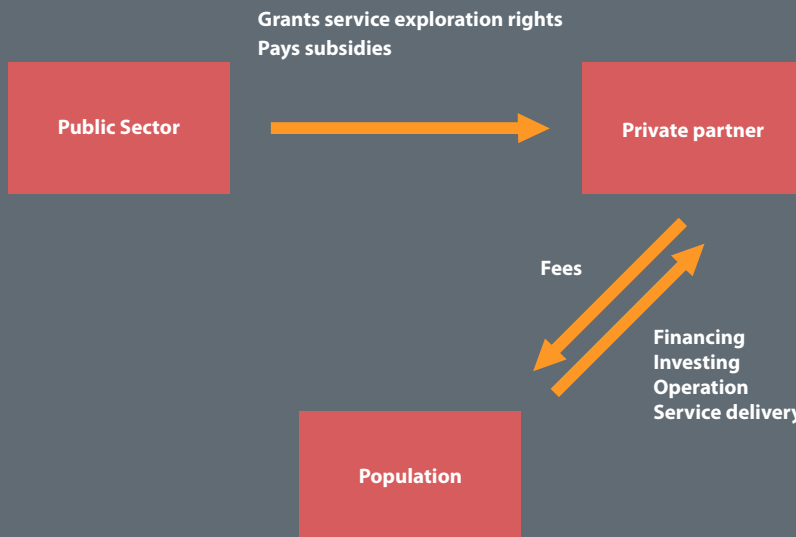 Grants service exploration rights
Pays subsidies
Public Sector
Private partner
Fees
Financing
Investing
Operation
Service delivery
Population